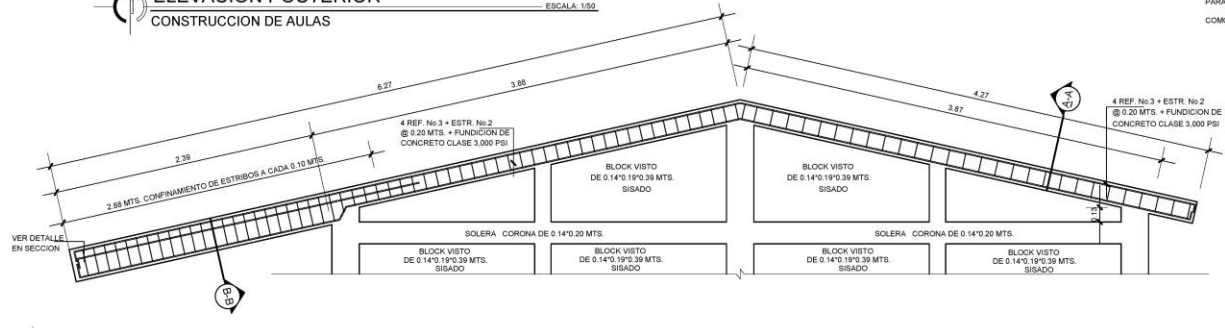 ELEVACION POSTERIOR
ESCALA: 1/50
CONSTRUCCION DE AULAS
PARA
COMO
6.27
3.88
2.39
2.88 MTS. CONFINAMIENTO DE ESTRIBOS A CADA 0.10 MTS.
4 REF. No.3 + ESTR. No.2
@ 0.20 MTS. + FUNDICION DE
CONCRETO CLASE 3,000 PSI
4.27
3.87
A-A
4 REF. No.3 + ESTR. No.2
@ 0.20 MTS. + FUNDICION DE
CONCRETO CLASE 3,000 PSI
BLOCK VISTO
DE 0.14*0.19*0.39 MTS.
SISADO
BLOCK VISTO
DE 0.14*0.19*0.39 MTS.
SISADO
0.15
VER DETALLE
EN SECCION
SOLERA CORONA DE 0.14*0.20 MTS.
SOLERA CORONA DE 0.14*0.20 MTS.
BLOCK VISTO
DE 0.14*0.19*0.39 MTS.
SISADO
BLOCK VISTO
DE 0.14*0.19*0.39 MTS.
SISADO
BLOCK VISTO
DE 0.14*0.19*0.39 MTS.
SISADO
BLOCK VISTO
DE 0.14*0.19*0.39 MTS.
SISADO
B-B